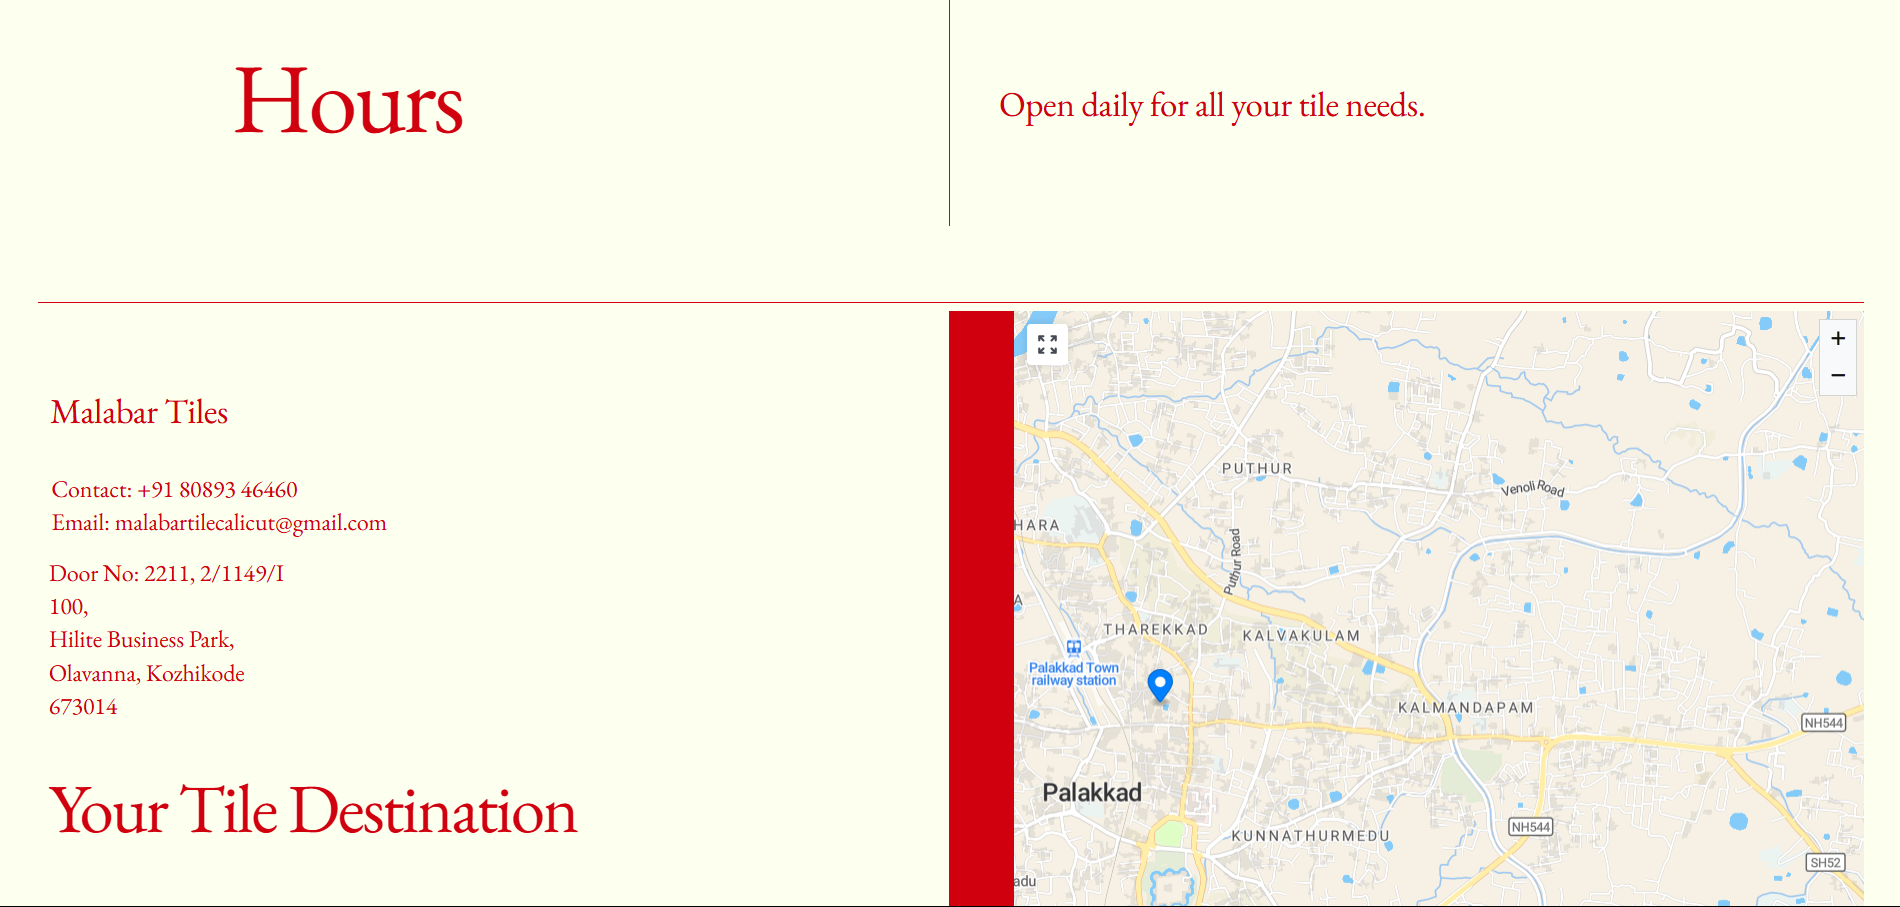 Hours
Open daily for all your tile needs.
Malabar Tiles
Contact: +91 80893 46460
Email: malabartilecalicut@gmail.com
Door No: 2211, 2/1149/I
100,
Hilite Business Park,
Olavanna, Kozhikode
673014
Your Tile Destination
+
−
PUTHUR
Venoli Road
HARA
Puthur Road
A
THAREKKAD
KALVAKULAM
Palakkad Town
railway station
KALMANDAPAM
NH544
Palakkad
NH544
KUNNATHURMEDU
SH52
adu